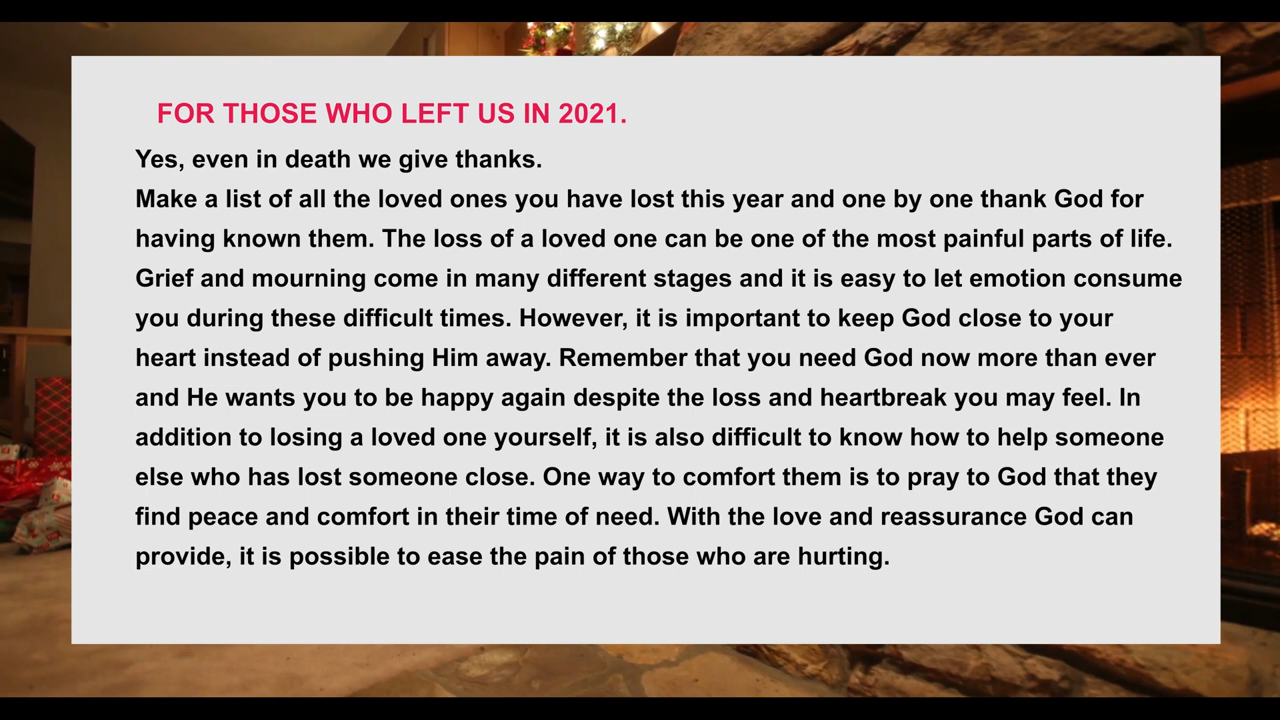 FOR THOSE WHO LEFT US IN 2021.
Yes, even in death we give thanks.
Make a list of all the loved ones you have lost this year and one by one thank God for
having known them. The loss of a loved one can be one of the most painful parts of life.
Grief and mourning come in many different stages and it is easy to let emotion consume
you during these difficult times. However, it is important to keep God close to your
heart instead of pushing Him away. Remember that you need God now more than ever
and He wants you to be happy again despite the loss and heartbreak you may feel. In
addition to losing a loved one yourself, it is also difficult to know how to help someone
else who has lost someone close. One way to comfort them is to pray to God that they
find peace and comfort in their time of need. With the love and reassurance God can
provide, it is possible to ease the pain of those who are hurting.